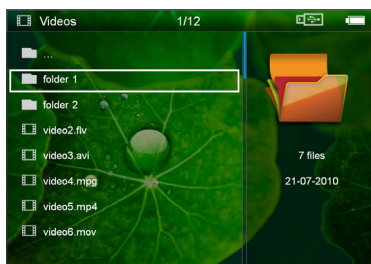 Videos 1/12
...
folder 1
folder 2
video2.flv
video3.avi
video4.mpg
video5.mp4
video6.mov
7 files
21-07-2010